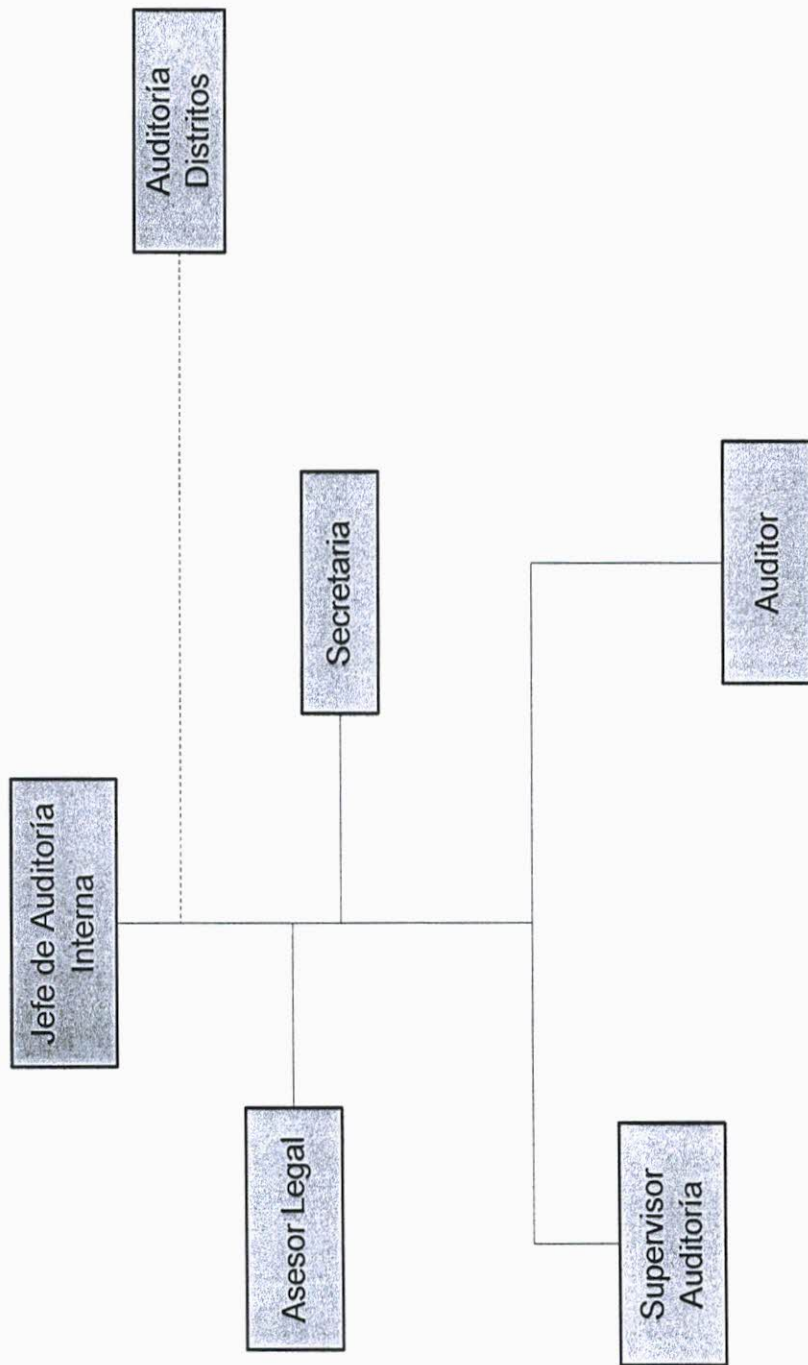 Jefe de Auditoría
Interna
Auditoría
Distritos
Asesor Legal
Secretaria
Supervisor
Auditoría
Auditor